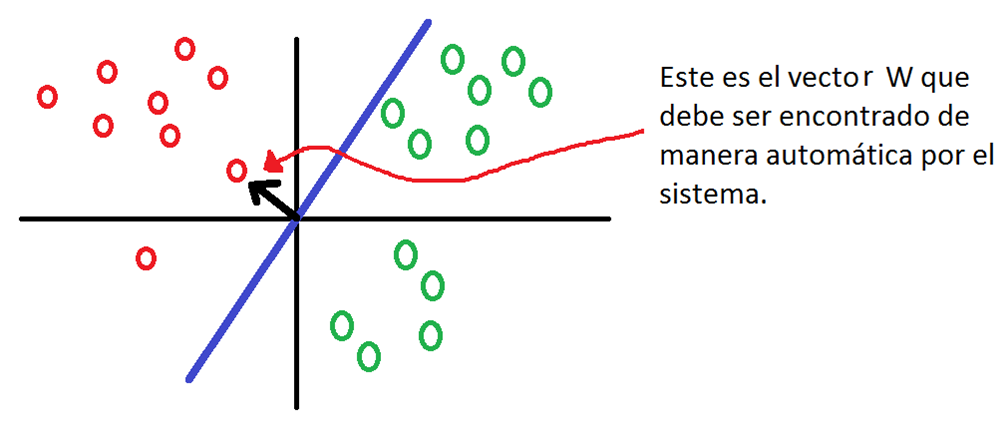 Este es el vector W que
debe ser encontrado de
manera automática por el
sistema.